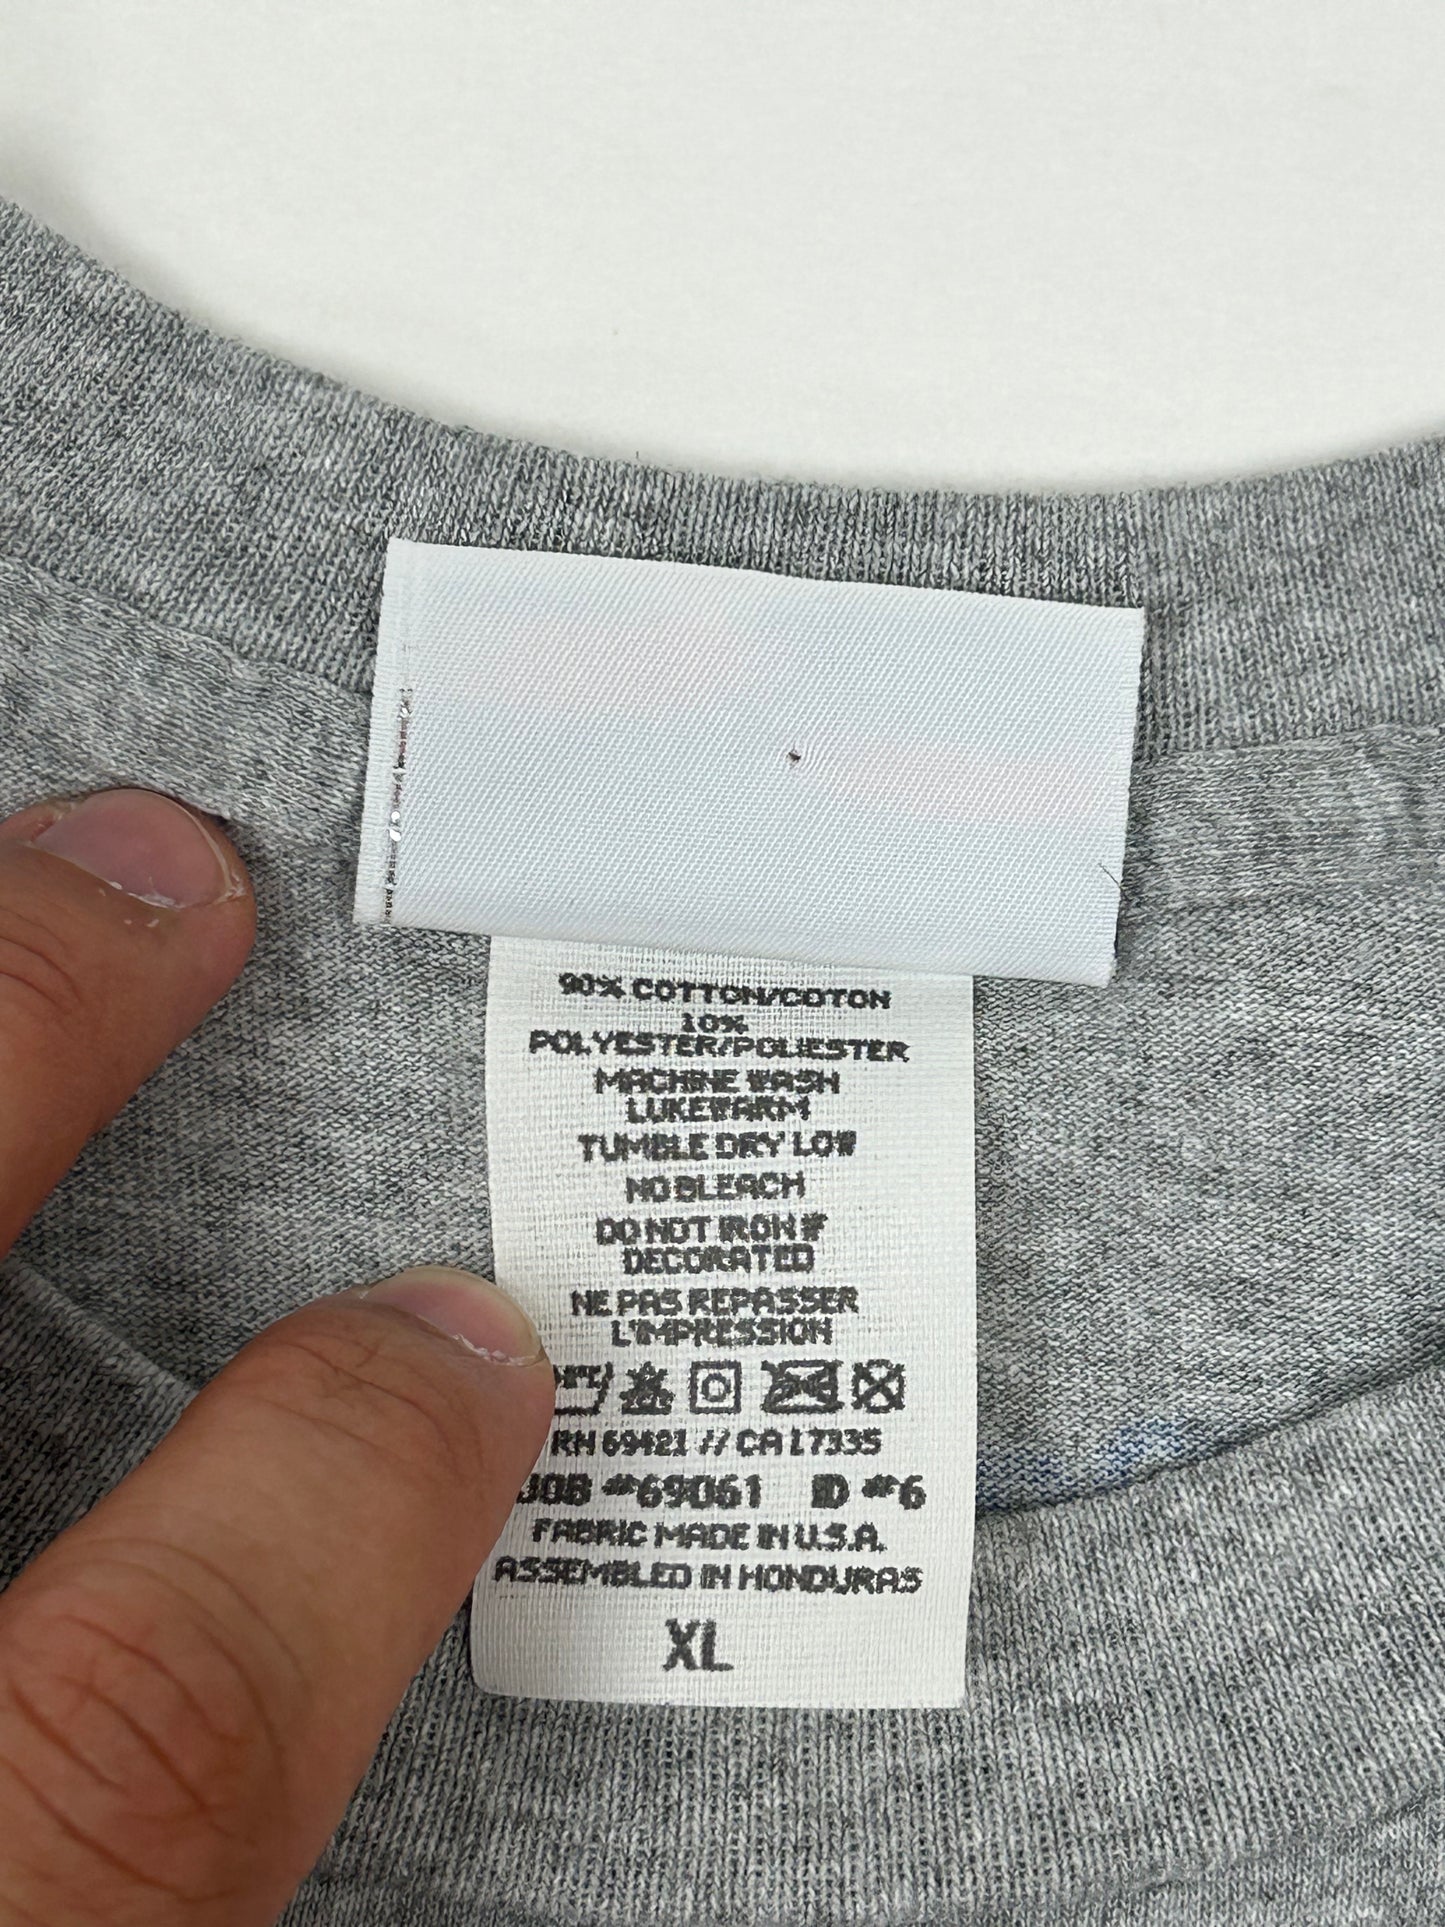 90% COTTON/COTON
10%
POLYESTER/POLIESTER
MACHINE WASH
LUKEWARM
TUMBLE DRY LOW
NO BLEACH
DO NOT IRON IF
DECORATED
NE PAS REPASSER
L'IMPRESSION
RN 69421 // CA 17335
JOB #69061 ID #6
FABRIC MADE IN U.S.A.
ASSEMBLED IN HONDURAS
XL